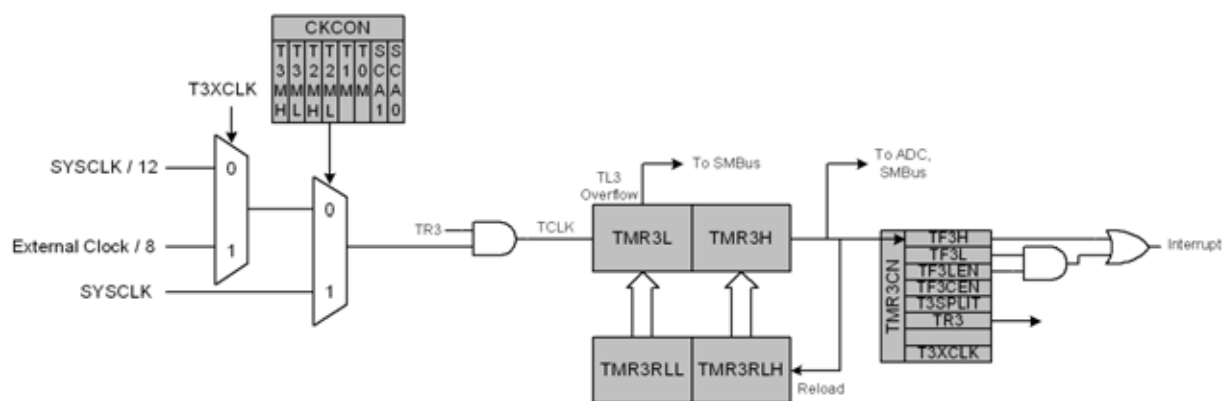 CKCON
T3MH T3ML T2MH T2ML T1M T0M SCA1 SCA0
T3XCLK
SYSCLK / 12
0
1
External Clock / 8
SYSCLK
0
1
TR3
TCLK
TL3
Overflow
To SMBus
To ADC,
SMBus
TMR3L
TMR3H
TMR3RLL
TMR3RLH
Reload
TMR3CN
TF3H
TF3L
TF3LEN
TF3CEN
T3SPLIT
TR3
T3XCLK
Interrupt